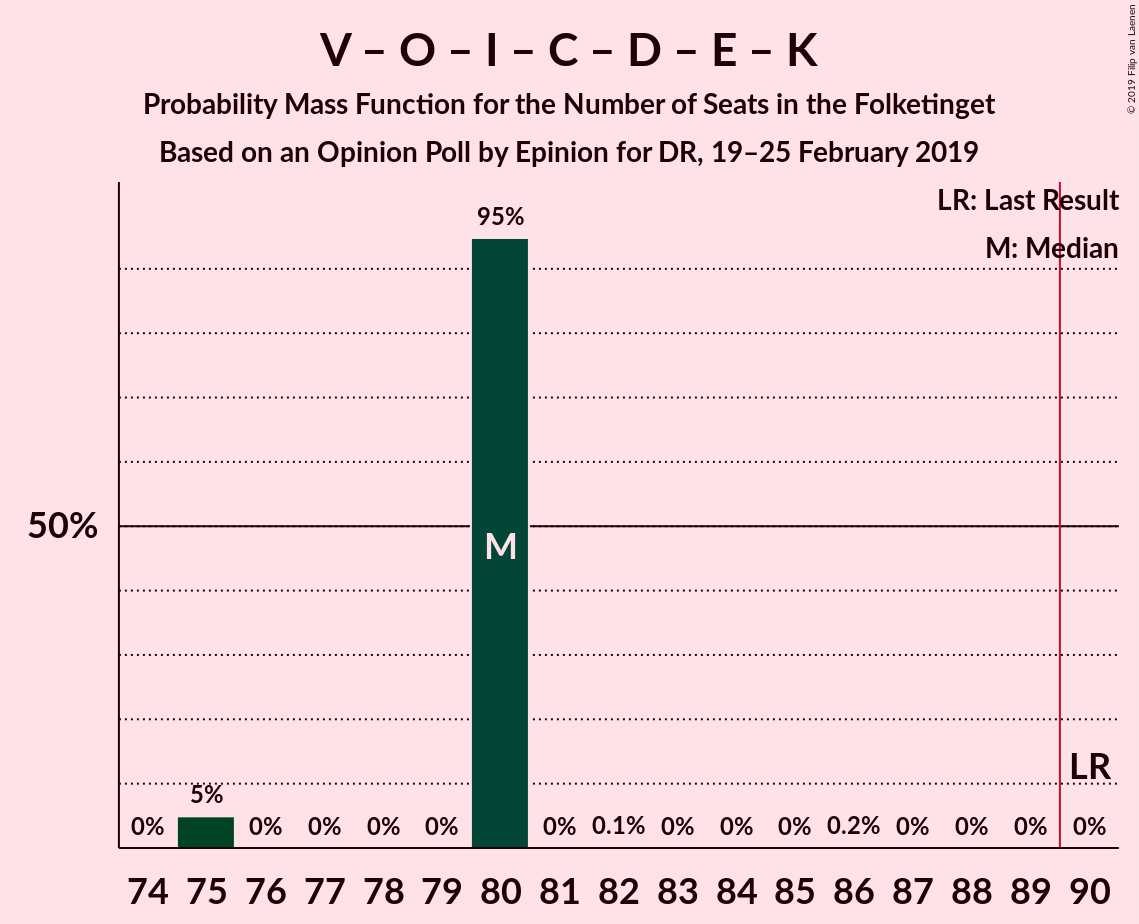 V – O – I – C – D – E – K
Probability Mass Function for the Number of Seats in the Folketinget
Based on an Opinion Poll by Epinion for DR, 19–25 February 2019
© 2019 Filip van Laenen
LR: Last Result
M: Median
95%
50%
M
LR
5%
0% 0% 0% 0% 0% 0% 0.1% 0% 0% 0% 0.2% 0% 0% 0% 0%
74 75 76 77 78 79 80 81 82 83 84 85 86 87 88 89 90